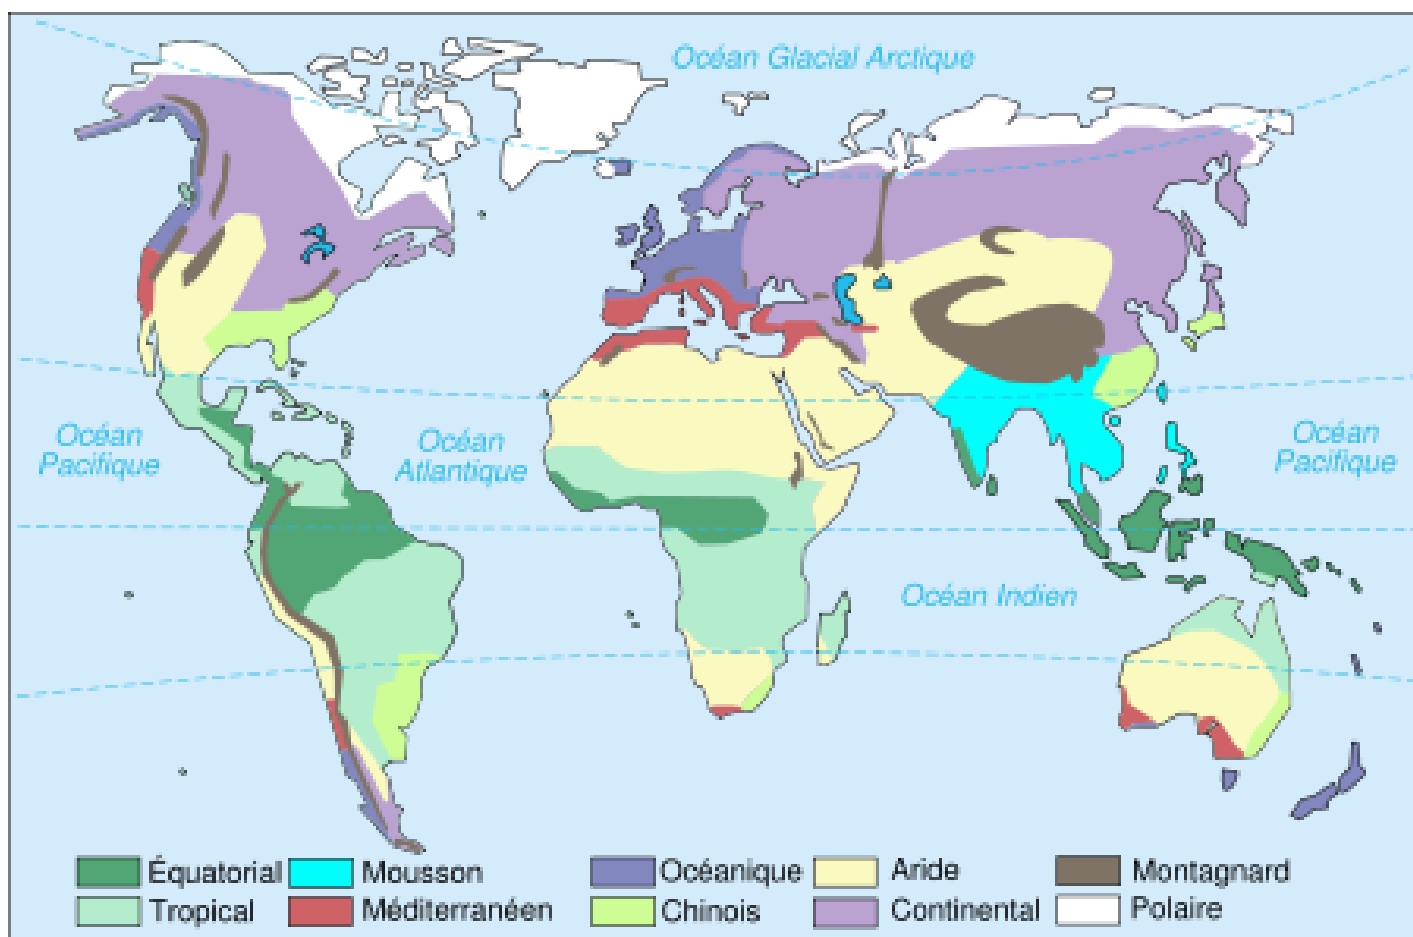 Océan Glacial Arctique
Océan
Pacifique
Océan
Atlantique
Océan
Pacifique
Océan Indien
Équatorial
Mousson
Océanique
Aride
Montagnard
Tropical
Méditerranéen
Chinois
Continental
Polaire